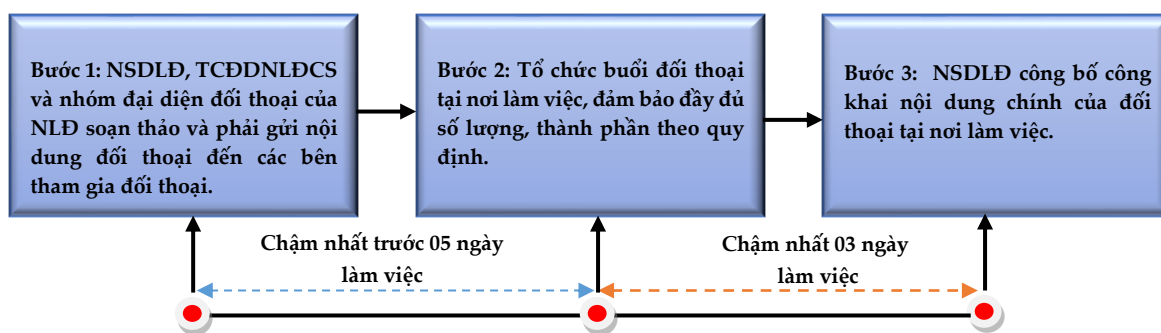 Bước 1: NSDLĐ, TCĐDNLĐCS
và nhóm đại diện đối thoại của
NLĐ soạn thảo và phải gửi nội
dung đối thoại đến các bên
tham gia đối thoại.
Bước 2: Tổ chức buổi đối thoại
tại nơi làm việc, đảm bảo đầy đủ
số lượng, thành phần theo quy
định.
Bước 3: NSDLĐ công bố công
khai nội dung chính của đối
thoại tại nơi làm việc.
Chậm nhất trước 05 ngày
làm việc
Chậm nhất 03 ngày
làm việc